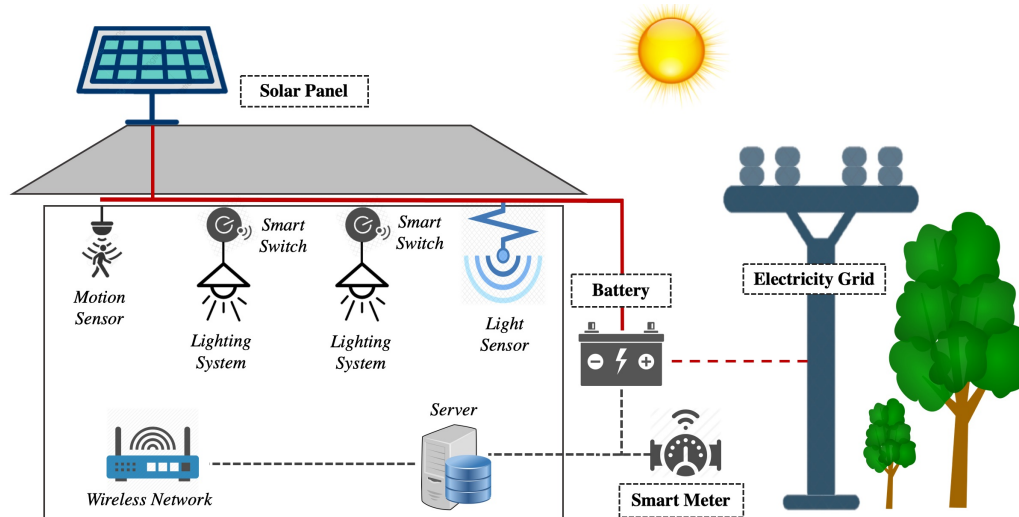 Solar Panel
Smart
Switch
Smart
Switch
Motion
Sensor
Lighting
System
Lighting
System
Light
Sensor
Battery
Electricity Grid
Server
Wireless Network
Smart Meter